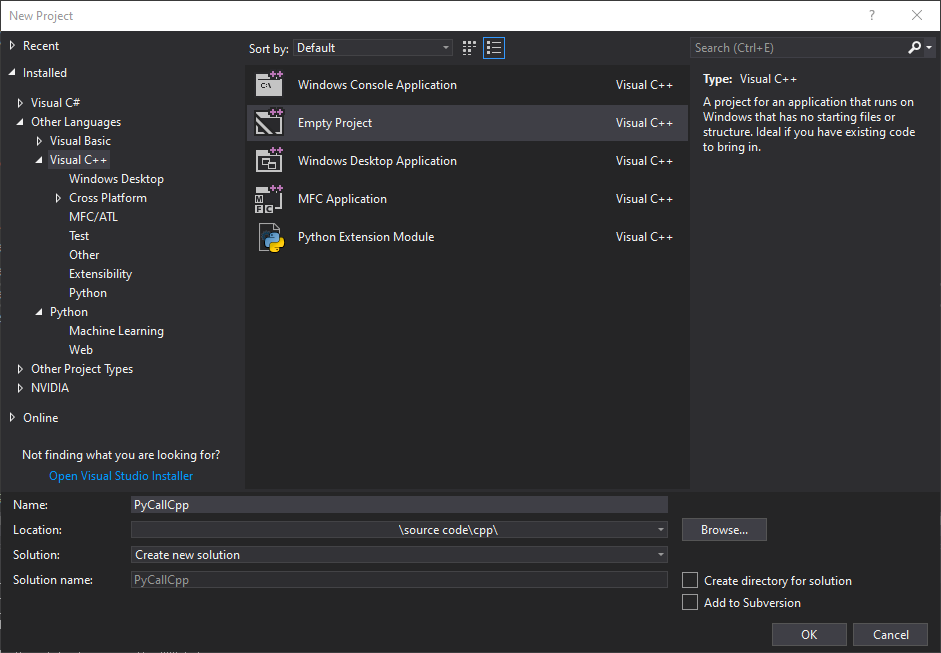 New Project
?
Recent
Installed
Visual C#
Other Languages
Visual Basic
Visual C++
Windows Desktop
Cross Platform
MFC/ATL
Test
Other
Extensibility
Python
Python
Machine Learning
Web
Other Project Types
NVIDIA
Online
Not finding what you are looking for?
Open Visual Studio Installer
Sort by: Default
Windows Console Application Visual C++
Empty Project Visual C++
Windows Desktop Application Visual C++
MFC Application Visual C++
Python Extension Module Visual C++
Search (Ctrl+E)
Type: Visual C++
A project for an application that runs on
Windows that has no starting files or
structure. Ideal if you have existing code
to bring in.
Name: PyCallCpp
Location: \source code\cpp\
Browse...
Solution: Create new solution
Solution name: PyCallCpp
Create directory for solution
Add to Subversion
OK Cancel